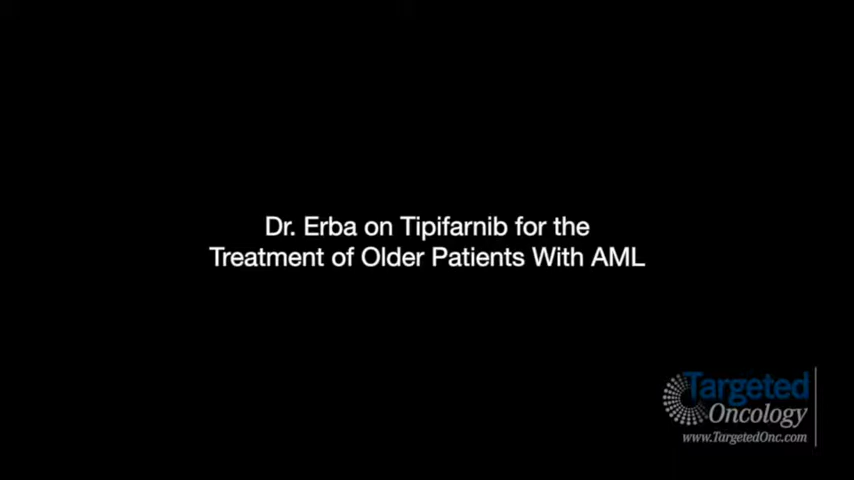 Dr. Erba on Tipifarnib for the
Treatment of Older Patients With AML
Targeted
Oncology
www.TargetedOnc.com